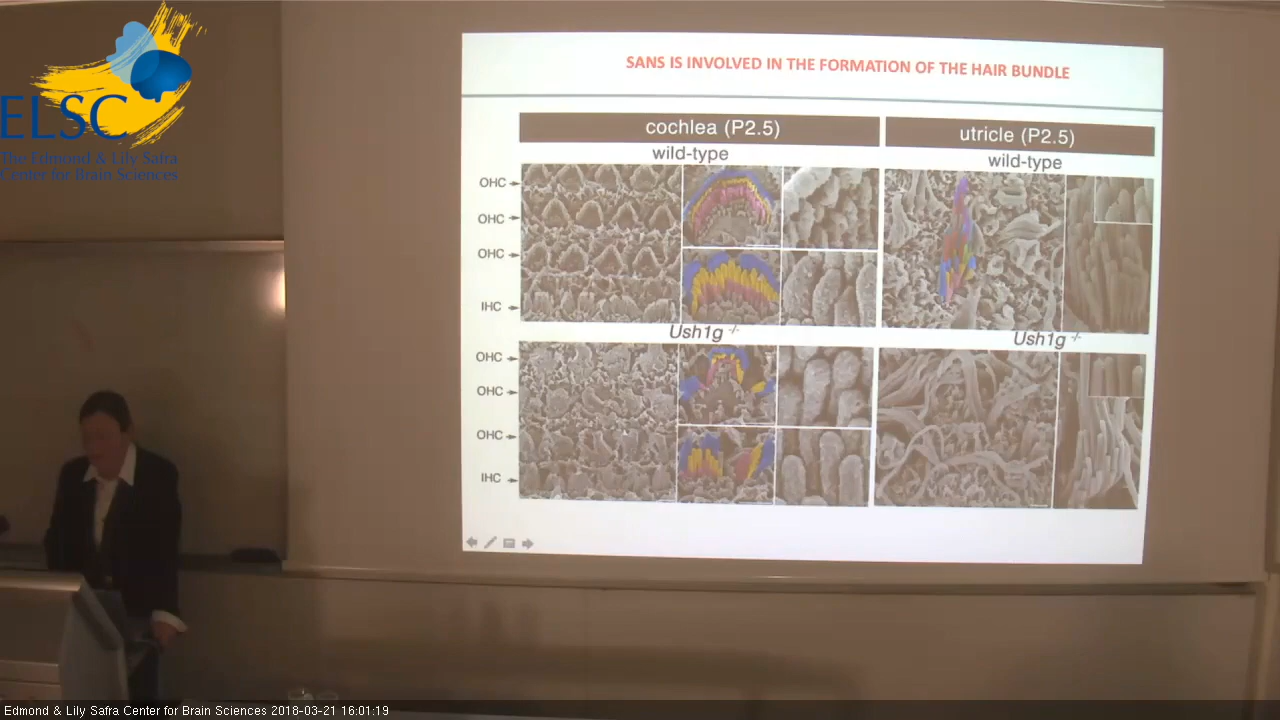 ELSC
The Edmond & Lily Safra
Center for Brain Sciences
SANS IS INVOLVED IN THE FORMATION OF THE HAIR BUNDLE
cochlea (P2.5)
utricle (P2.5)
wild-type
wild-type
OHC
OHC
OHC
IHC
Ush1g -/-
Ush1g -/-
OHC
OHC
OHC
IHC
Edmond & Lily Safra Center for Brain Sciences 2018-03-21 16:01:19